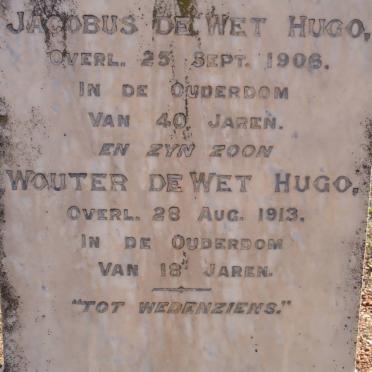 JACOBUS DE WET HUGO,
OVERL. 25 SEPT. 1906.
IN DE OUDERDOM
VAN 40 JAREN.
EN ZYN ZOON
WOUTER DE WET HUGO,
OVERL. 28 AUG. 1913.
IN DE OUDERDOM
VAN 18 JAREN.
"TOT WEDENZIENS."